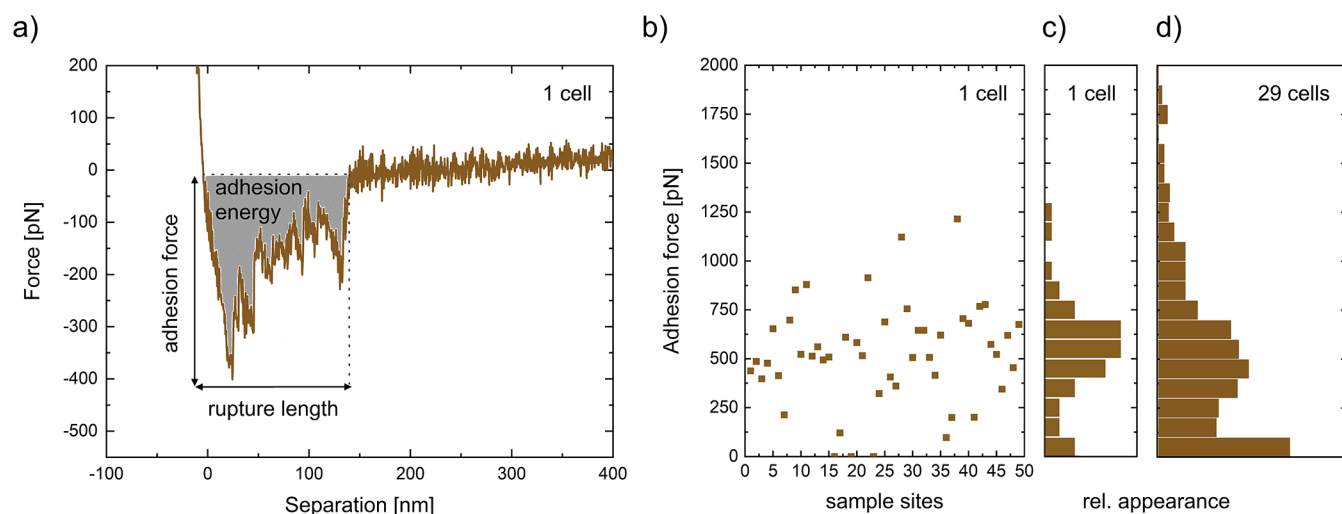 a)
200
100
0
-100
-200
-300
-400
-500
Force [pN]
1 cell
adhesion
energy
adhesion force
rupture length
-100 0 100 200 300 400
Separation [nm]
b)
2000
1750
1500
1250
1000
750
500
250
0
Adhesion force [pN]
1 cell
0 5 10 15 20 25 30 35 40 45 50
sample sites
c)
1 cell
d)
29 cells
rel. appearance